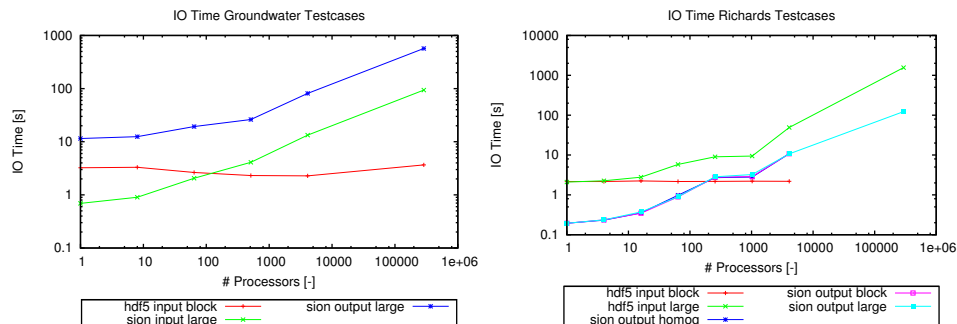 IO Time Groundwater Testcases
IO Time [s]
1000
100
10
1
0.1
1 10 100 1000 10000 100000 1e+06
# Processors [-]
hdf5 input block
sion input large
sion output large
IO Time Richards Testcases
IO Time [s]
10000
1000
100
10
1
0.1
1 10 100 1000 10000 100000 1e+06
# Processors [-]
hdf5 input block
hdf5 input large
sion output homog
sion output block
sion output large